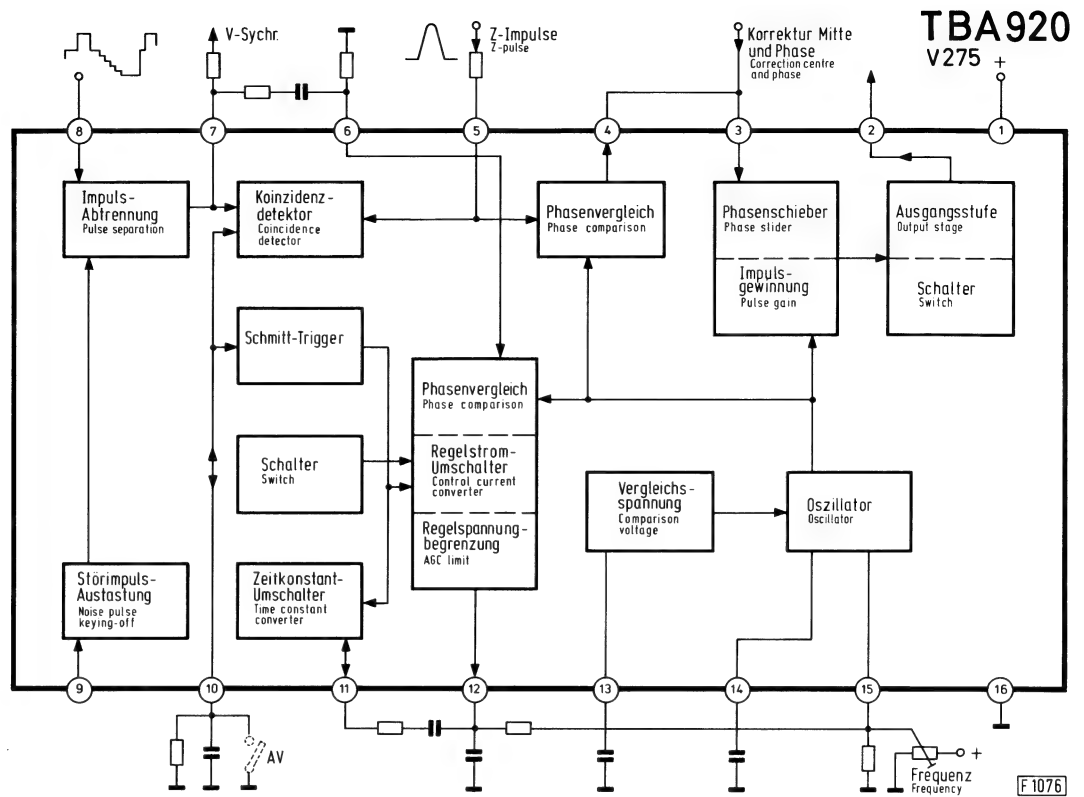 TBA920
V275 +
V-Sychr.
Z-Impulse
Z-pulse
Korrektur Mitte
und Phase
Correction centre
and phase
8
7
6
5
4
3
2
1
Impuls-
Abtrennung
Pulse separation
Koinzidenz-
detektor
Coincidence
detector
Phasenvergleich
Phase comparison
Phasenschieber
Phase slider
Impuls-
gewinnung
Pulse gain
Ausgangsstufe
Output stage
Schalter
Switch
Schmitt-Trigger
Phasenvergleich
Phase comparison
Regelstrom-
Umschalter
Control current
converter
Regelspannung-
begrenzung
AGC limit
Schalter
Switch
Vergleichs-
spannung
Comparison
voltage
Oszillator
Oscillator
Störimpuls-
Austastung
Noise pulse
keying-off
Zeitkonstant-
Umschalter
Time constant
converter
9
10
11
12
13
14
15
16
AV
+
Frequenz
Frequency
F1076